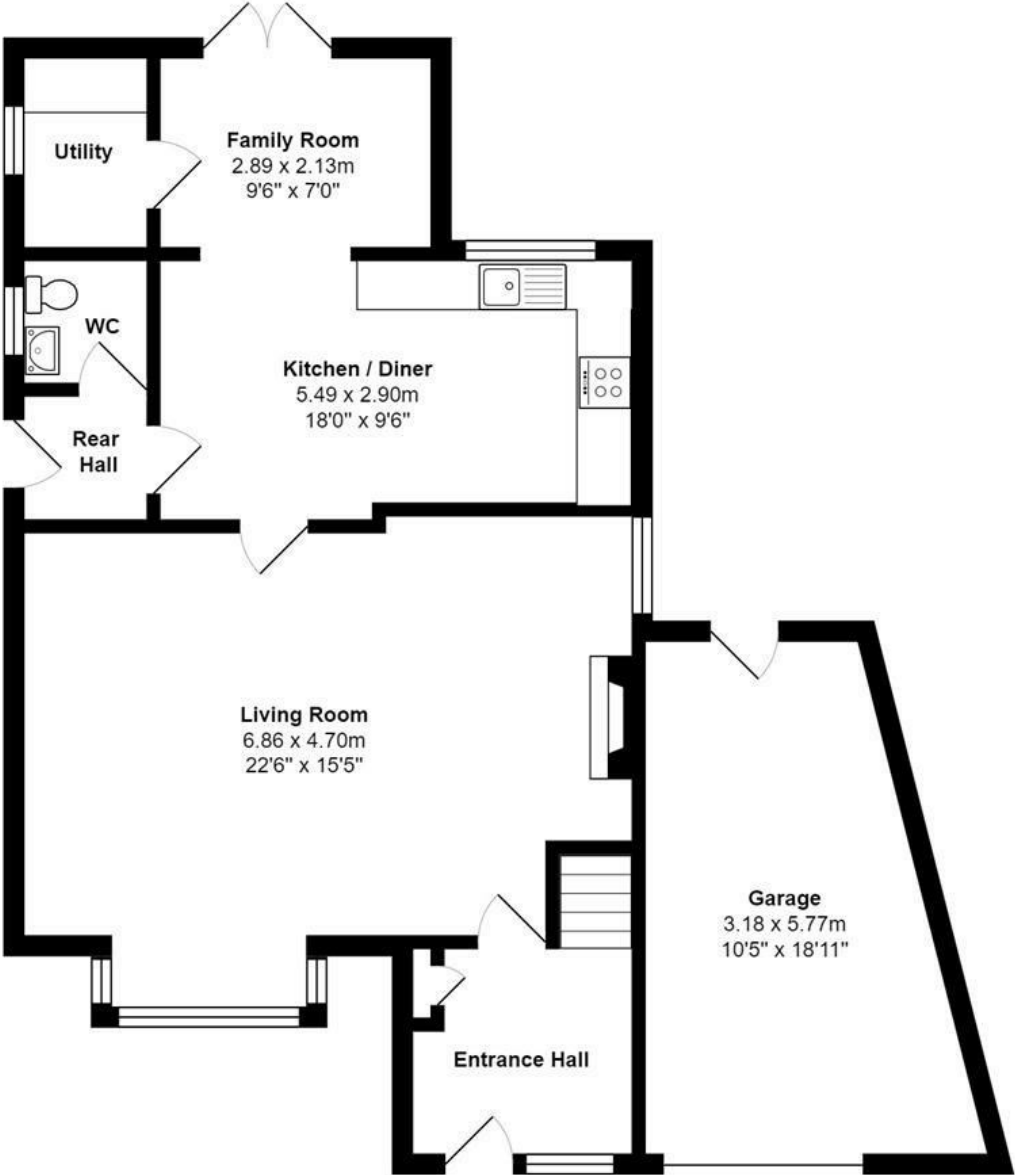 Utility
Family Room
2.89 x 2.13m
9'6" x 7'0"
WC
Kitchen / Diner
5.49 x 2.90m
18'0" x 9'6"
Rear
Hall
Living Room
6.86 x 4.70m
22'6" x 15'5"
Garage
3.18 x 5.77m
10'5" x 18'11"
Entrance Hall